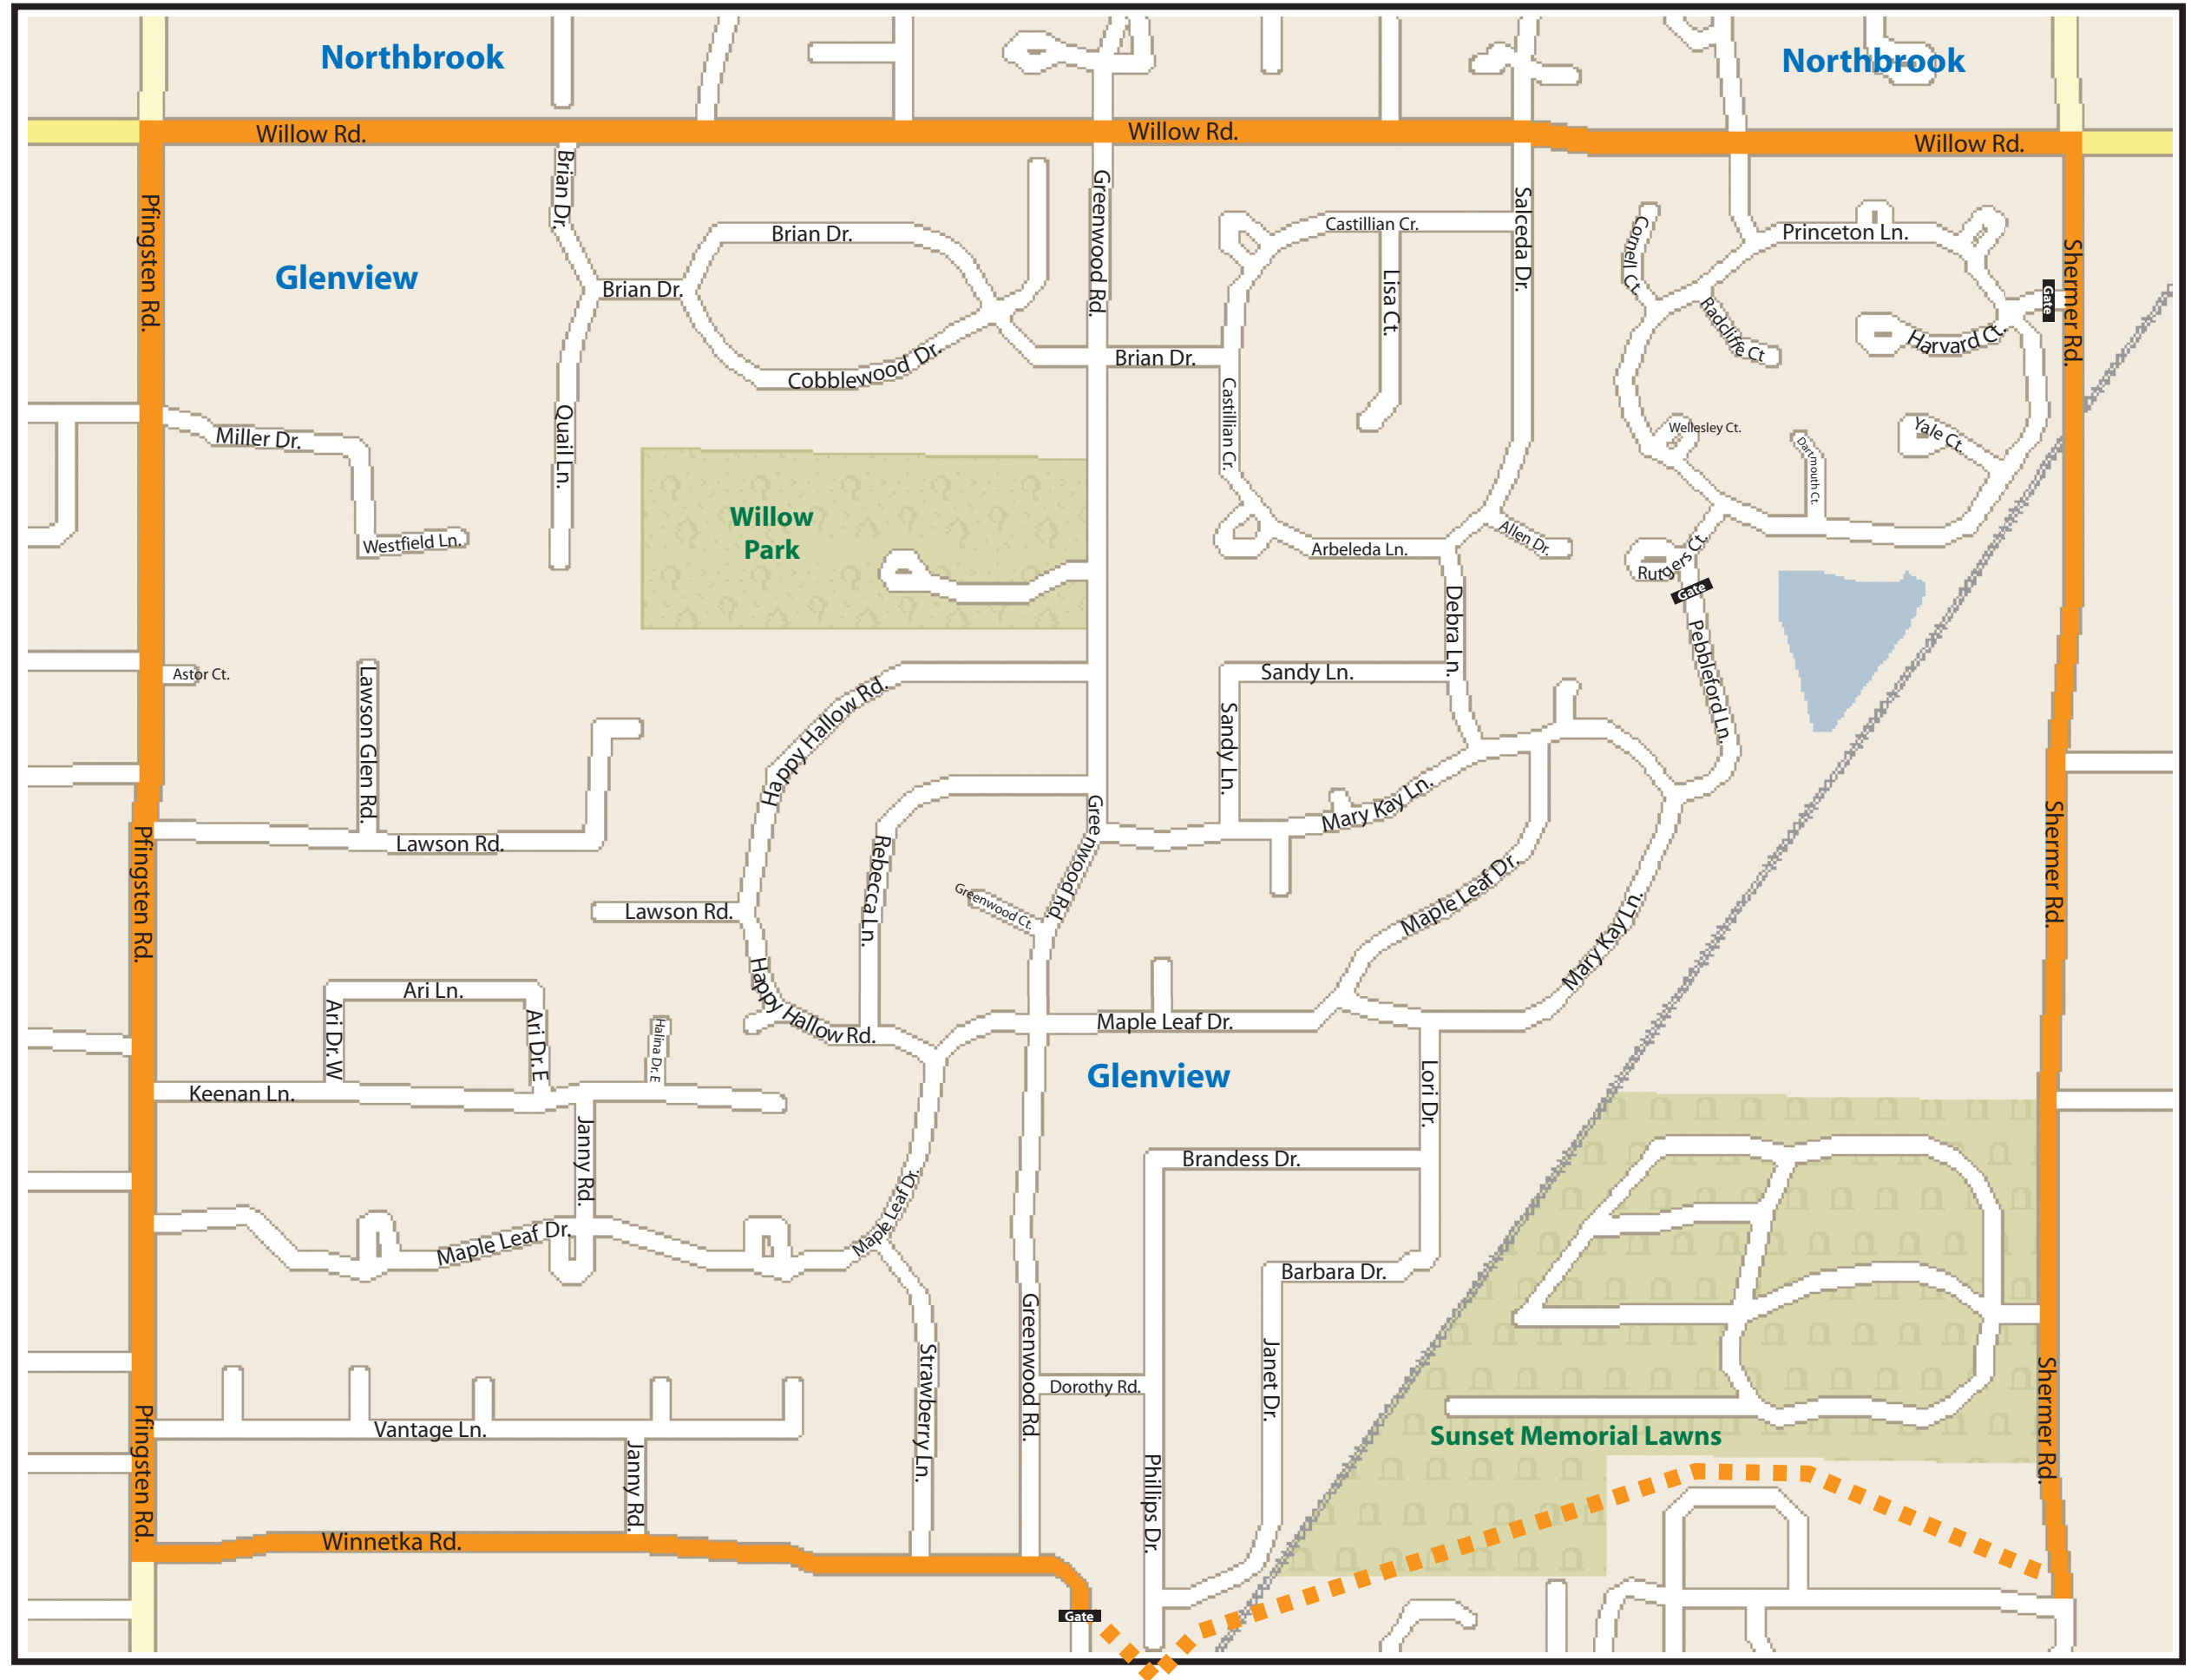 Northbrook
Northbrook
Willow Rd.
Willow Rd.
Willow Rd.
Pfingsten Rd.
Brian Dr.
Greenwood Rd.
Salceda Dr.
Castillian Cr.
Cornell Ct.
Princeton Ln.
Shermer Rd.
Brian Dr.
Glenview
Brian Dr.
Lisa Ct.
Gate
Radcliffe Ct
Harvard Ct.
Brian Dr.
Cobblewood Dr.
Castillian Cr.
Quail Ln.
Miller Dr.
Wellesley Ct.
Dartmouth Ct.
Yale Ct.
Willow
Park
Westfield Ln.
Arbeleda Ln.
Allen Dr.
Rutgers Ct.
Gate
Debra Ln.
Pebbleford Ln.
Astor Ct.
Lawson Glen Rd.
Happy Hallow Rd.
Sandy Ln.
Sandy Ln.
Pfingsten Rd.
Lawson Rd.
Rebecca Ln.
Greenwood Rd.
Mary Kay Ln.
Shermer Rd.
Lawson Rd.
Greenwood Ct.
Maple Leaf Dr.
Mary Kay Ln.
Happy Hallow Rd.
Ari Ln.
Ari Dr. W
Ari Dr. E
Halina Dr. E
Maple Leaf Dr.
Glenview
Keenan Ln.
Lori Dr.
Janny Rd.
Brandess Dr.
Maple Leaf Dr.
Maple Leaf Dr.
Barbara Dr.
Greenwood Rd.
Strawberry Ln.
Dorothy Rd.
Janet Dr.
Shermer Rd.
Vantage Ln.
Pfingsten Rd.
Janny Rd.
Phillips Dr.
Sunset Memorial Lawns
Winnetka Rd.
Gate